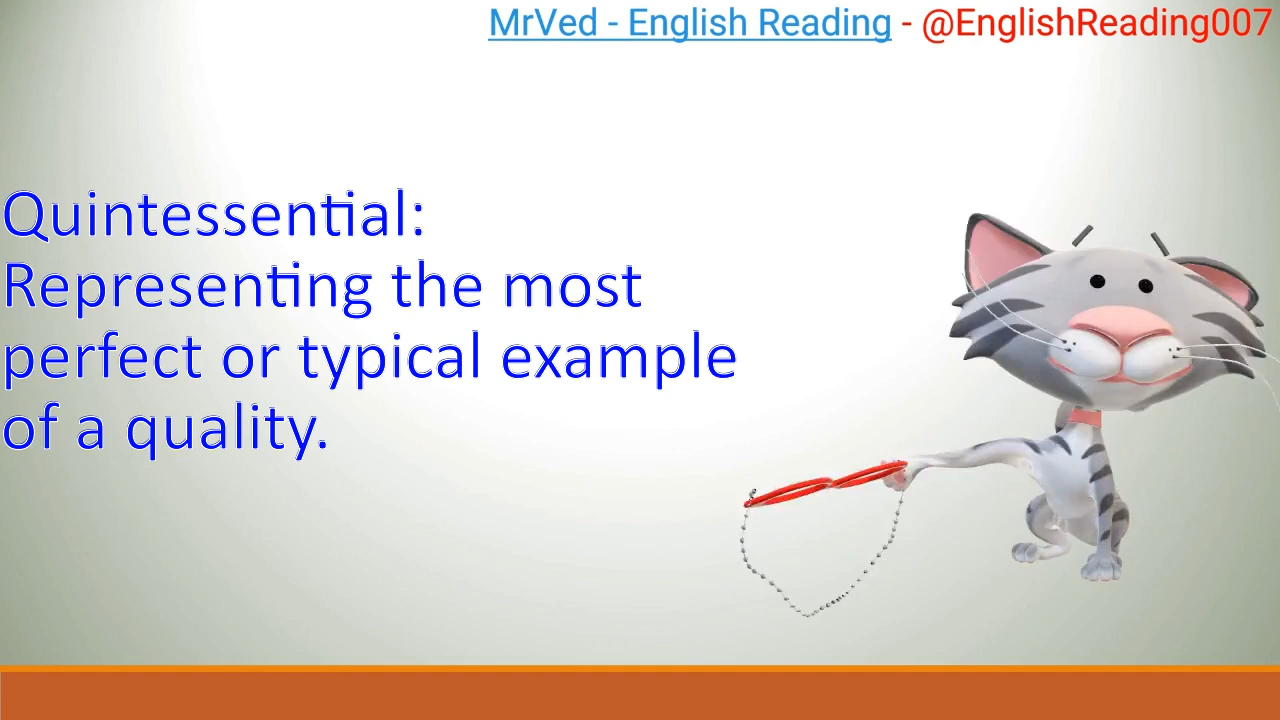 MrVed - English Reading - @EnglishReading007
Quintessential:
Representing the most
perfect or typical example
of a quality.